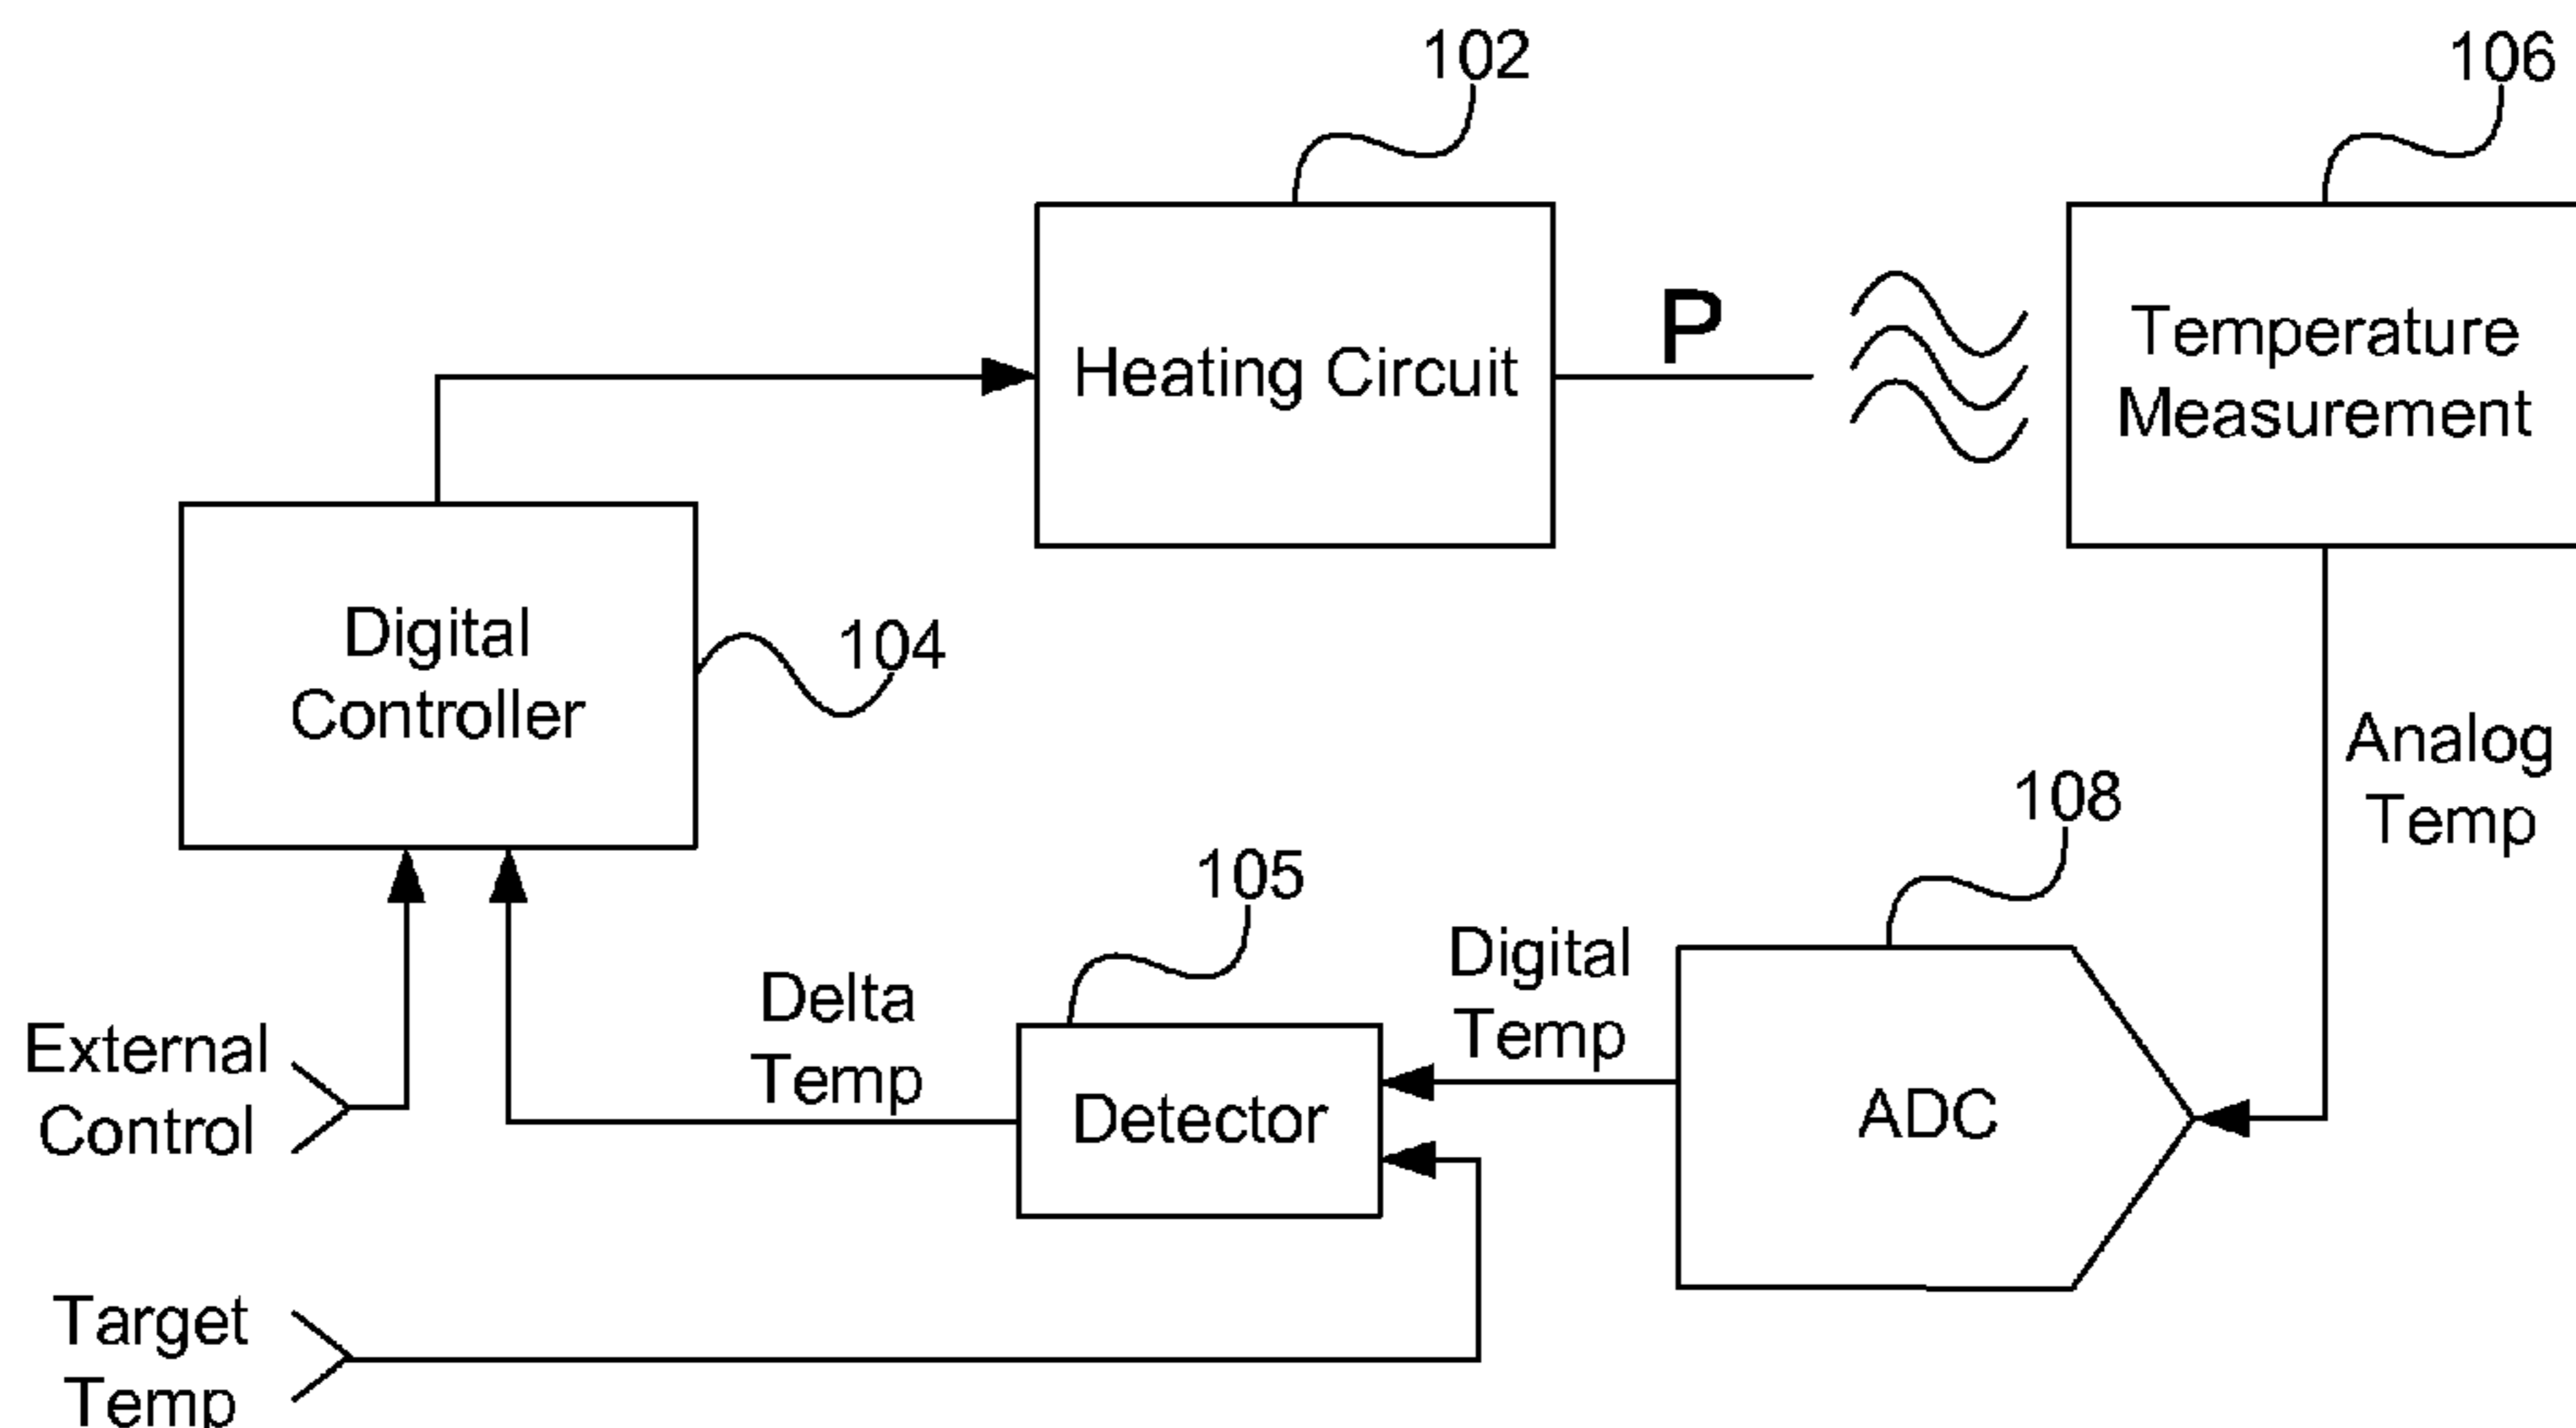 102
106
P
Heating Circuit
Temperature
Measurement
Digital
Controller
104
Analog
Temp
108
105
Digital
Temp
Delta
Temp
External
Control
Detector
ADC
Target
Temp